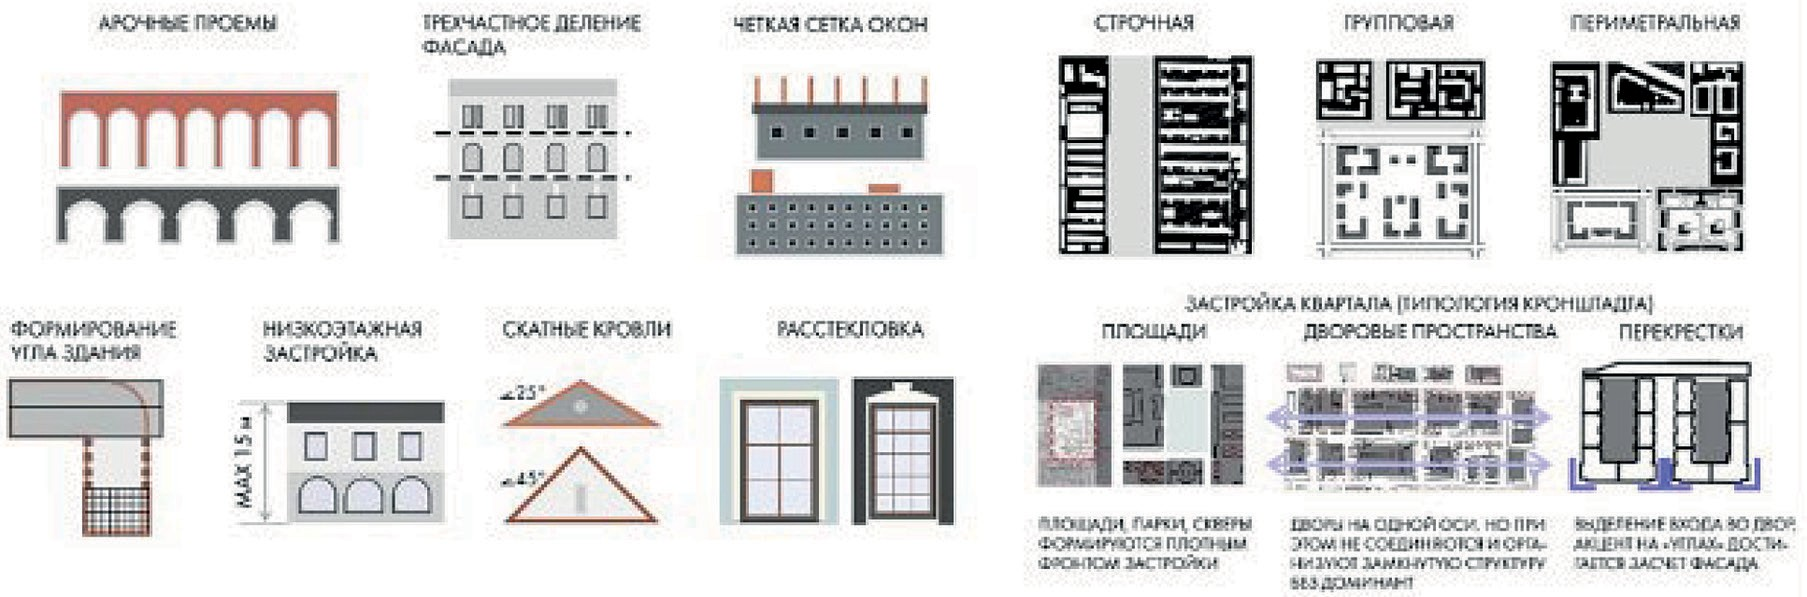 АРОЧНЫЕ ПРОЕМЫ
ТРЕХЧАСТНОЕ ДЕЛЕНИЕ
ФАСАДА
ЧЕТКАЯ СЕТКА ОКОН
СТРОЧНАЯ
ГРУППОВАЯ
ПЕРИМЕТРАЛЬНАЯ
ФОРМИРОВАНИЕ
УГЛА ЗДАНИЯ
НИЗКОЭТАЖНАЯ
ЗАСТРОЙКА
MAX 15 м
СКАТНЫЕ КРОВЛИ
25°
45°
РАССТЕКЛОВКА
ЗАСТРОЙКА КВАРТАЛА (ТИПОЛОГИЯ КРОНШТАДТА)
ПЛОЩАДИ
ДВОРОВЫЕ ПРОСТРАНСТВА
ПЕРЕКРЕСТКИ
ПЛОЩАДИ, ПАРКИ, СКВЕРЫ
ФОРМИРУЮТСЯ ПЛОТНЫМ
ФРОНТОМ ЗАСТРОЙКИ
ДВОРЫ НА ОДНОЙ ОСИ, НО ПРИ
ЭТОМ НЕ СОЕДИНЯЮТСЯ И ОРГА-
НИЗУЮТ ЗАМКНУТУЮ СТРУКТУРУ
БЕЗ ДОМИНАНТ
ВЫДЕЛЕНИЕ ВХОДА ВО ДВОР,
АКЦЕНТ НА «УГЛАХ» ДОСТИ-
ГАЕТСЯ ЗАСЧЕТ ФАСАДА